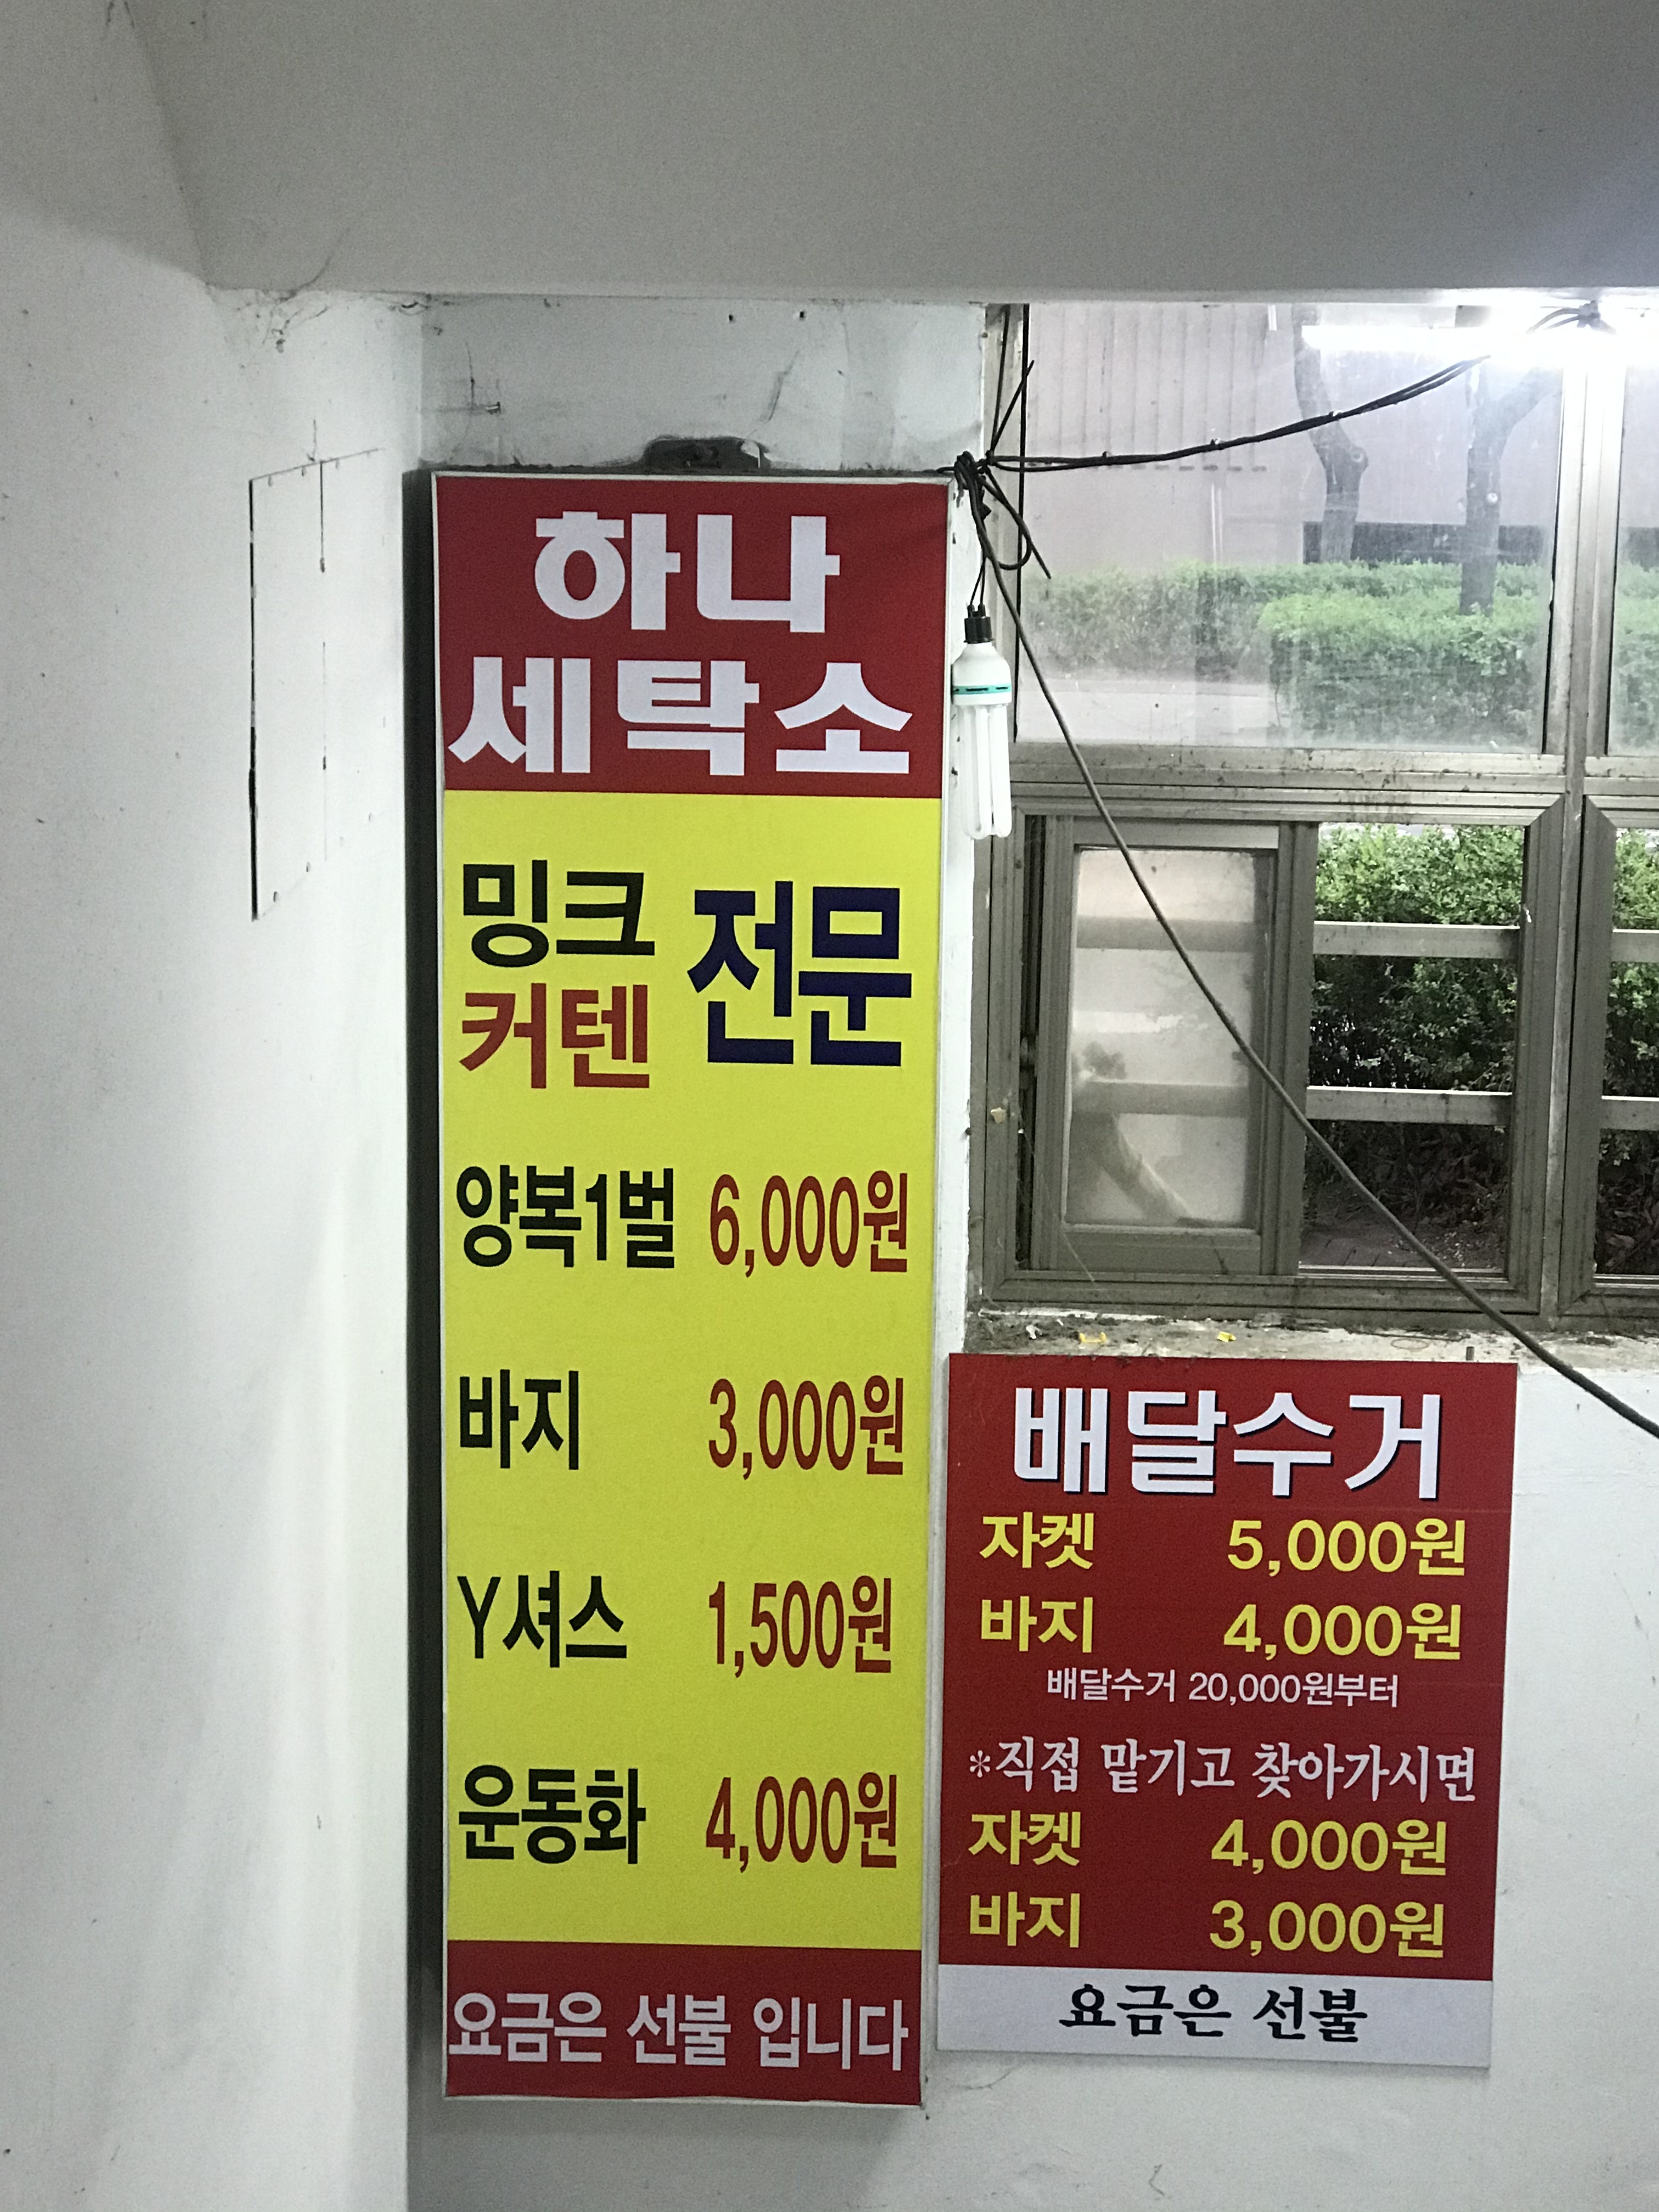 하나
세탁소
밍크
커텐
전문
양복1벌 6,000원
바지 3,000원
Y셔스 1,500원
운동화 4,000원
요금은 선불 입니다
배달수거
자켓 5,000원
바지 4,000원
배달수거 20,000원부터
*직접 맡기고 찾아가시면
자켓 4,000원
바지 3,000원
요금은 선불